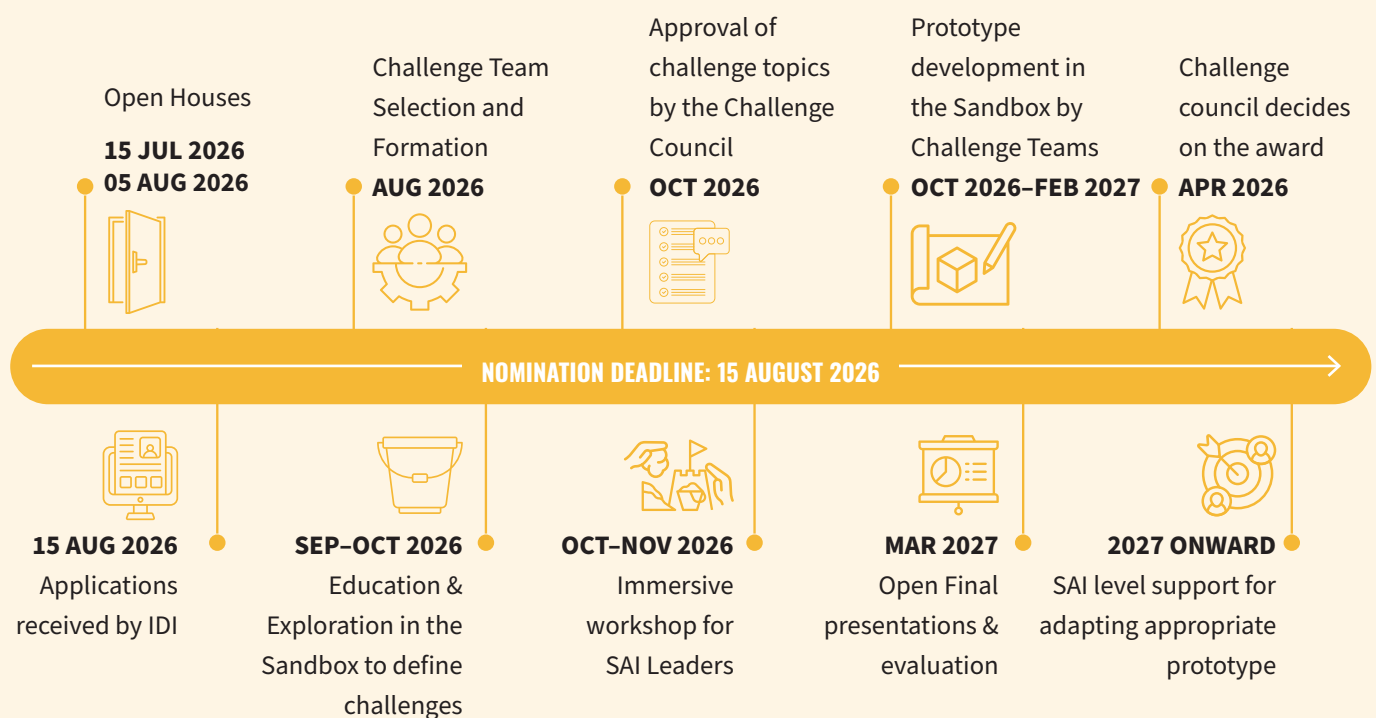 Open Houses
15 JUL 2026
05 AUG 2026
Challenge Team
Selection and
Formation
AUG 2026
Approval of
challenge topics
by the Challenge
Council
OCT 2026
Prototype
development in
the Sandbox by
Challenge Teams
OCT 2026–FEB 2027
Challenge
council decides
on the award
APR 2026
NOMINATION DEADLINE: 15 AUGUST 2026
15 AUG 2026
Applications
received by IDI
SEP–OCT 2026
Education &
Exploration in the
Sandbox to define
challenges
OCT–NOV 2026
Immersive
workshop for
SAI Leaders
MAR 2027
Open Final
presentations &
evaluation
2027 ONWARD
SAI level support for
adapting appropriate
prototype